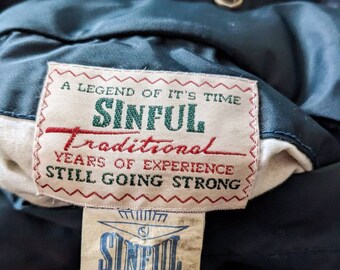 A LEGEND OF IT'S TIME
SINFUL
Traditional
YEARS OF EXPERIENCE
STILL GOING STRONG
S
SINFUL